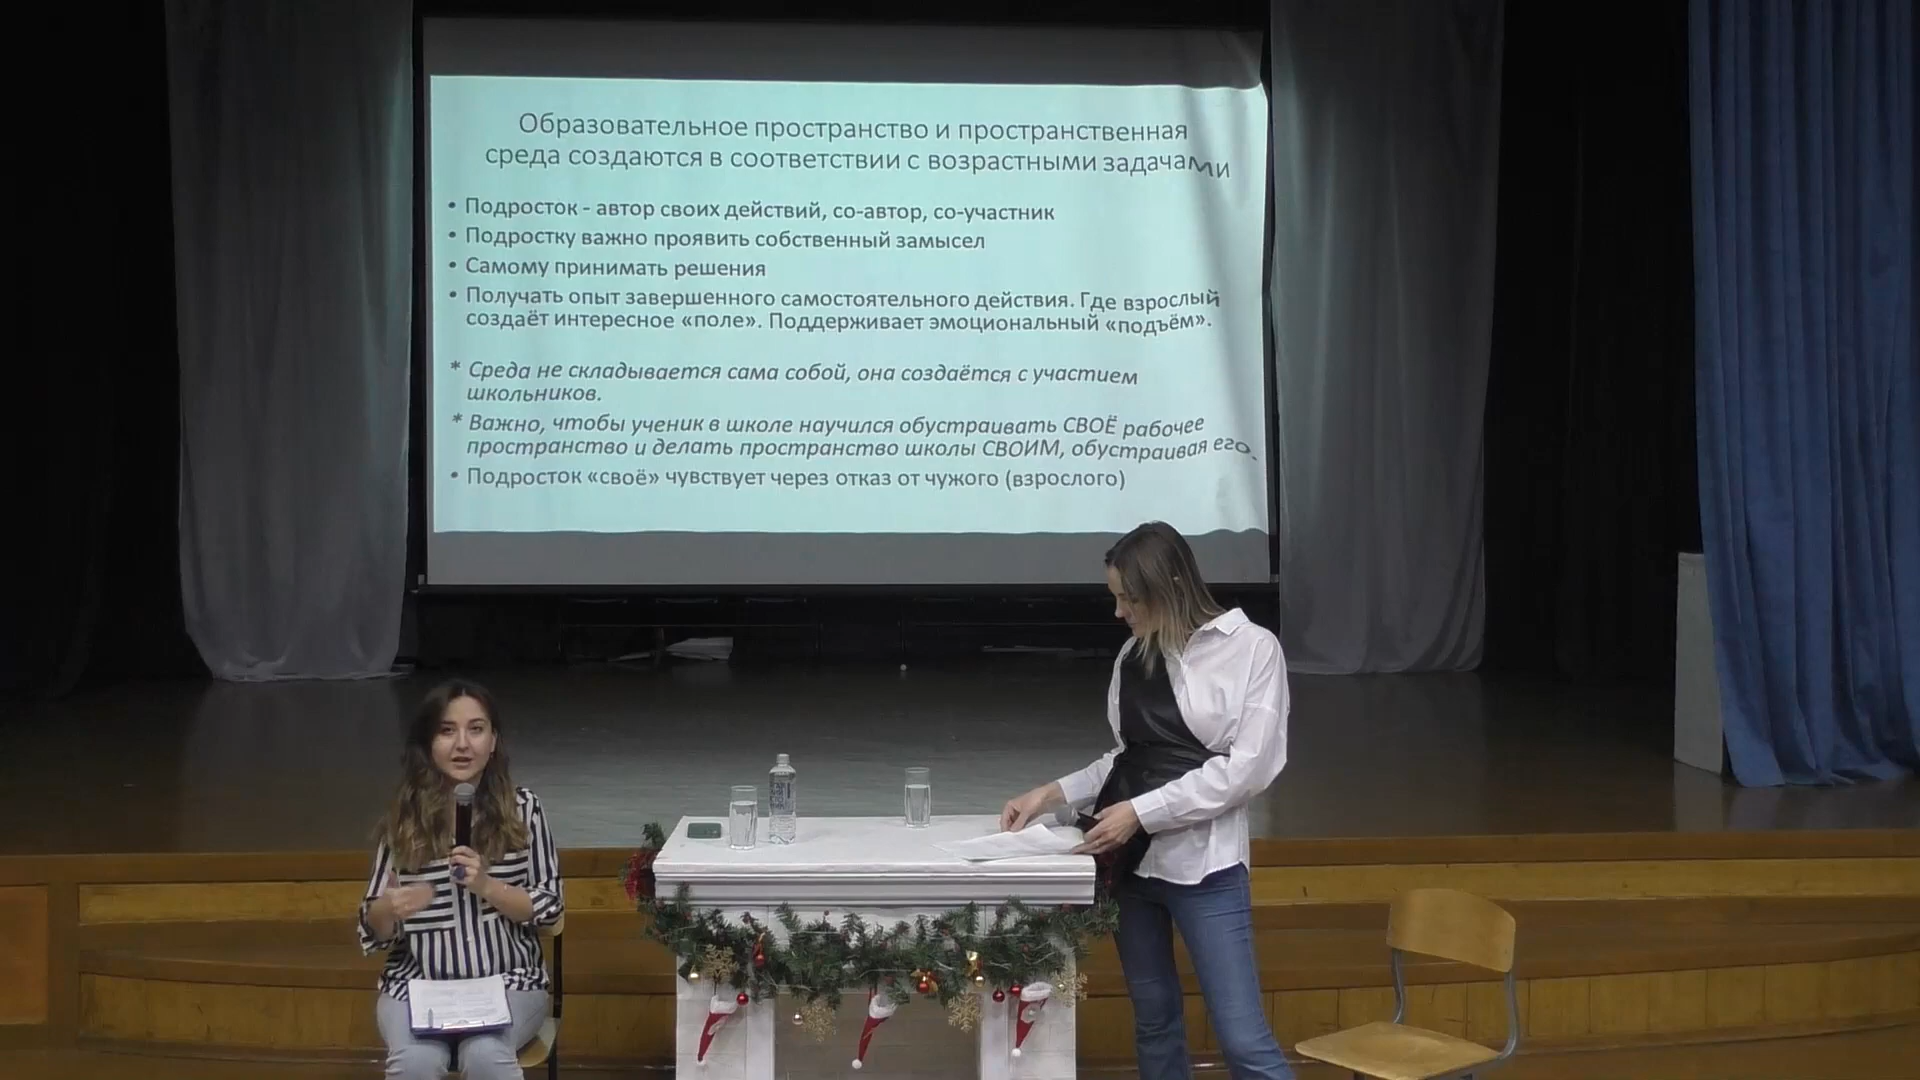 Образовательное пространство и пространственная
среда создаются в соответствии с возрастными задачами
• Подросток - автор своих действий, со-автор, со-участник
• Подростку важно проявить собственный замысел
• Самому принимать решения
• Получать опыт завершенного самостоятельного действия. Где взрослый
создаёт интересное «поле». Поддерживает эмоциональный «подъём».
* Среда не складывается сама собой, она создаётся с участием
школьников.
* Важно, чтобы ученик в школе научился обустраивать СВОЁ рабочее
пространство и делать пространство школы СВОИМ, обустраивая его.
• Подросток «своё» чувствует через отказ от чужого (взрослого)